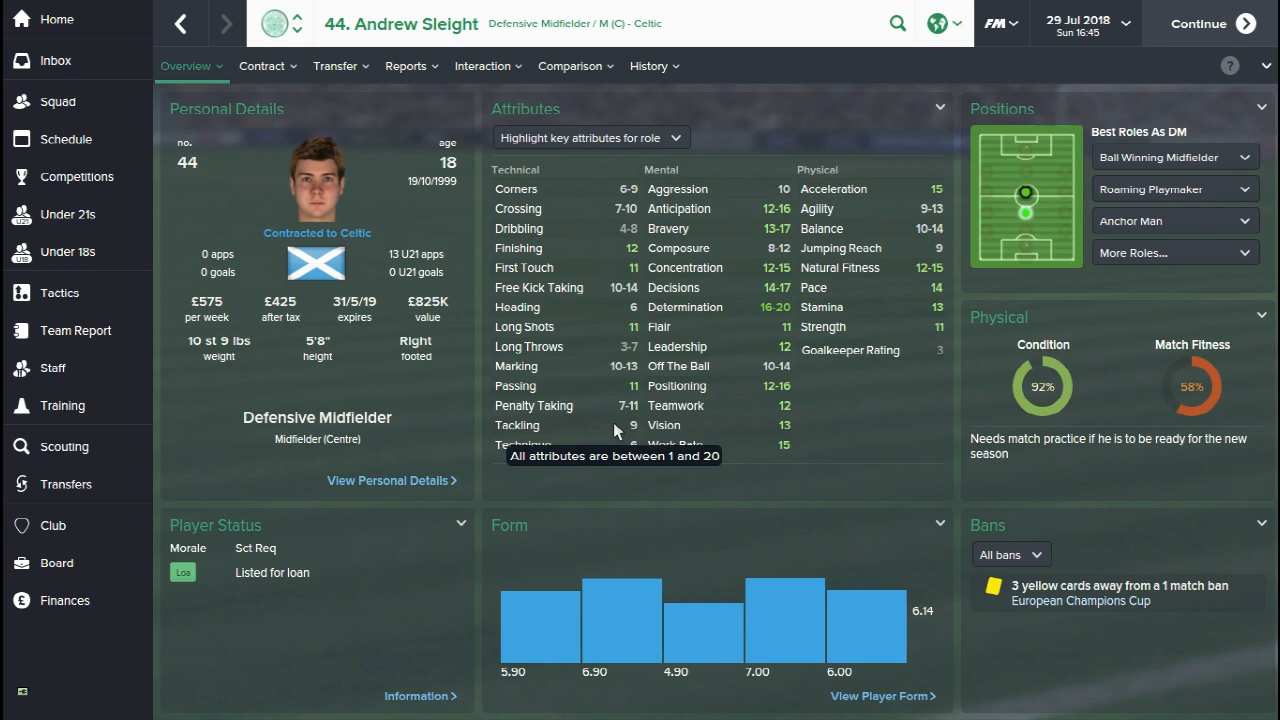 Home
Inbox
Squad
Schedule
Competitions
U21 Under 21s
U18 Under 18s
Tactics
Team Report
Staff
Training
Scouting
Transfers
Club
Board
Finances
44. Andrew Sleight
Defensive Midfielder / M (C) - Celtic
FM
29 Jul 2018
Sun 16:45
Continue
Overview Contract Transfer Reports Interaction Comparison History
?
Personal Details
no.
44
age
18
19/10/1999
Contracted to Celtic
0 apps
0 goals
13 U21 apps
0 U21 goals
£575 £425 31/5/19 £825K
per week after tax expires value
10 st 9 lbs 5'8" Right
weight height footed
Defensive Midfielder
Midfielder (Centre)
View Personal Details >
Attributes
Highlight key attributes for role
Technical Mental Physical
Corners 6-9 Aggression 10 Acceleration 15
Crossing 7-10 Anticipation 12-16 Agility 9-13
Dribbling 4-8 Bravery 13-17 Balance 10-14
Finishing 12 Composure 8-12 Jumping Reach 9
First Touch 11 Concentration 12-15 Natural Fitness 12-15
Free Kick Taking 10-14 Decisions 14-17 Pace 14
Heading 6 Determination 16-20 Stamina 13
Long Shots 11 Flair 11 Strength 11
Long Throws 3-7 Leadership 12 Goalkeeper Rating 3
Marking 10-13 Off The Ball 10-14
Passing 11 Positioning 12-16
Penalty Taking 7-11 Teamwork 12
Tackling 9 Vision 13
Technique 6 Work Rate 15
All attributes are between 1 and 20
Positions
Best Roles As DM
Ball Winning Midfielder
Roaming Playmaker
Anchor Man
More Roles...
Physical
Condition Match Fitness
92% 58%
Needs match practice if he is to be ready for the new
season
Player Status
Morale Sct Req
Loa Listed for loan
Information >
Form
6.14
5.90 6.90 4.90 7.00 6.00
View Player Form >
Bans
All bans
3 yellow cards away from a 1 match ban
European Champions Cup